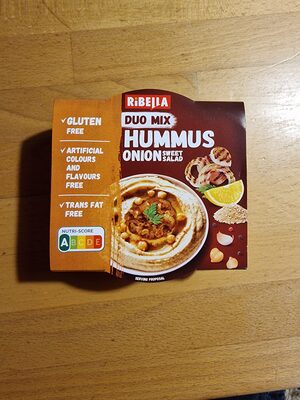 RiBELLA
DUO MIX
HUMMUS
ONION SWEET SALAD
✓ GLUTEN
FREE
✓ ARTIFICIAL
COLOURS
AND
FLAVOURS
FREE
✓ TRANS FAT
FREE
NUTRI-SCORE
A B C D E
SERVING PROPOSAL